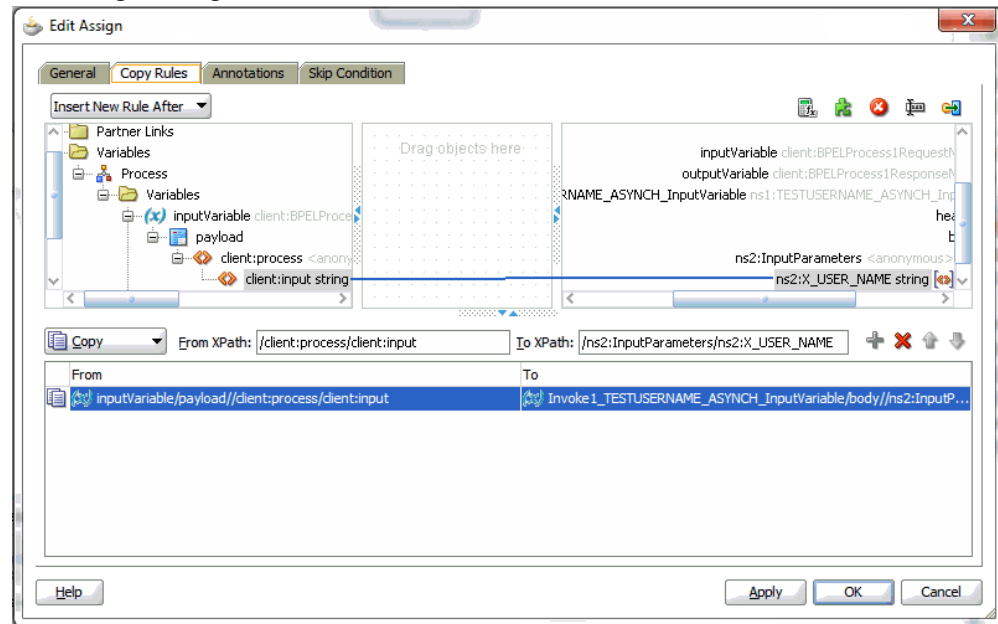 Edit Assign
General Copy Rules Annotations Skip Condition
Insert New Rule After
Partner Links
Variables
Process
Variables
(x) inputVariable client:BPELProce
payload
client:process <anony
client:input string
Drag objects here
inputVariable client:BPELProcess1RequestM
outputVariable client:BPELProcess1ResponseM
RNAME_ASYNCH_InputVariable ns1:TESTUSERNAME_ASYNCH_Inp
hea
b
ns2:InputParameters <anonymous>
ns2:X_USER_NAME string
Copy From XPath: /client:process/client:input To XPath: /ns2:InputParameters/ns2:X_USER_NAME
From To
inputVariable/payload//client:process/client:input Invoke1_TESTUSERNAME_ASYNCH_InputVariable/body//ns2:InputP...
Help Apply OK Cancel